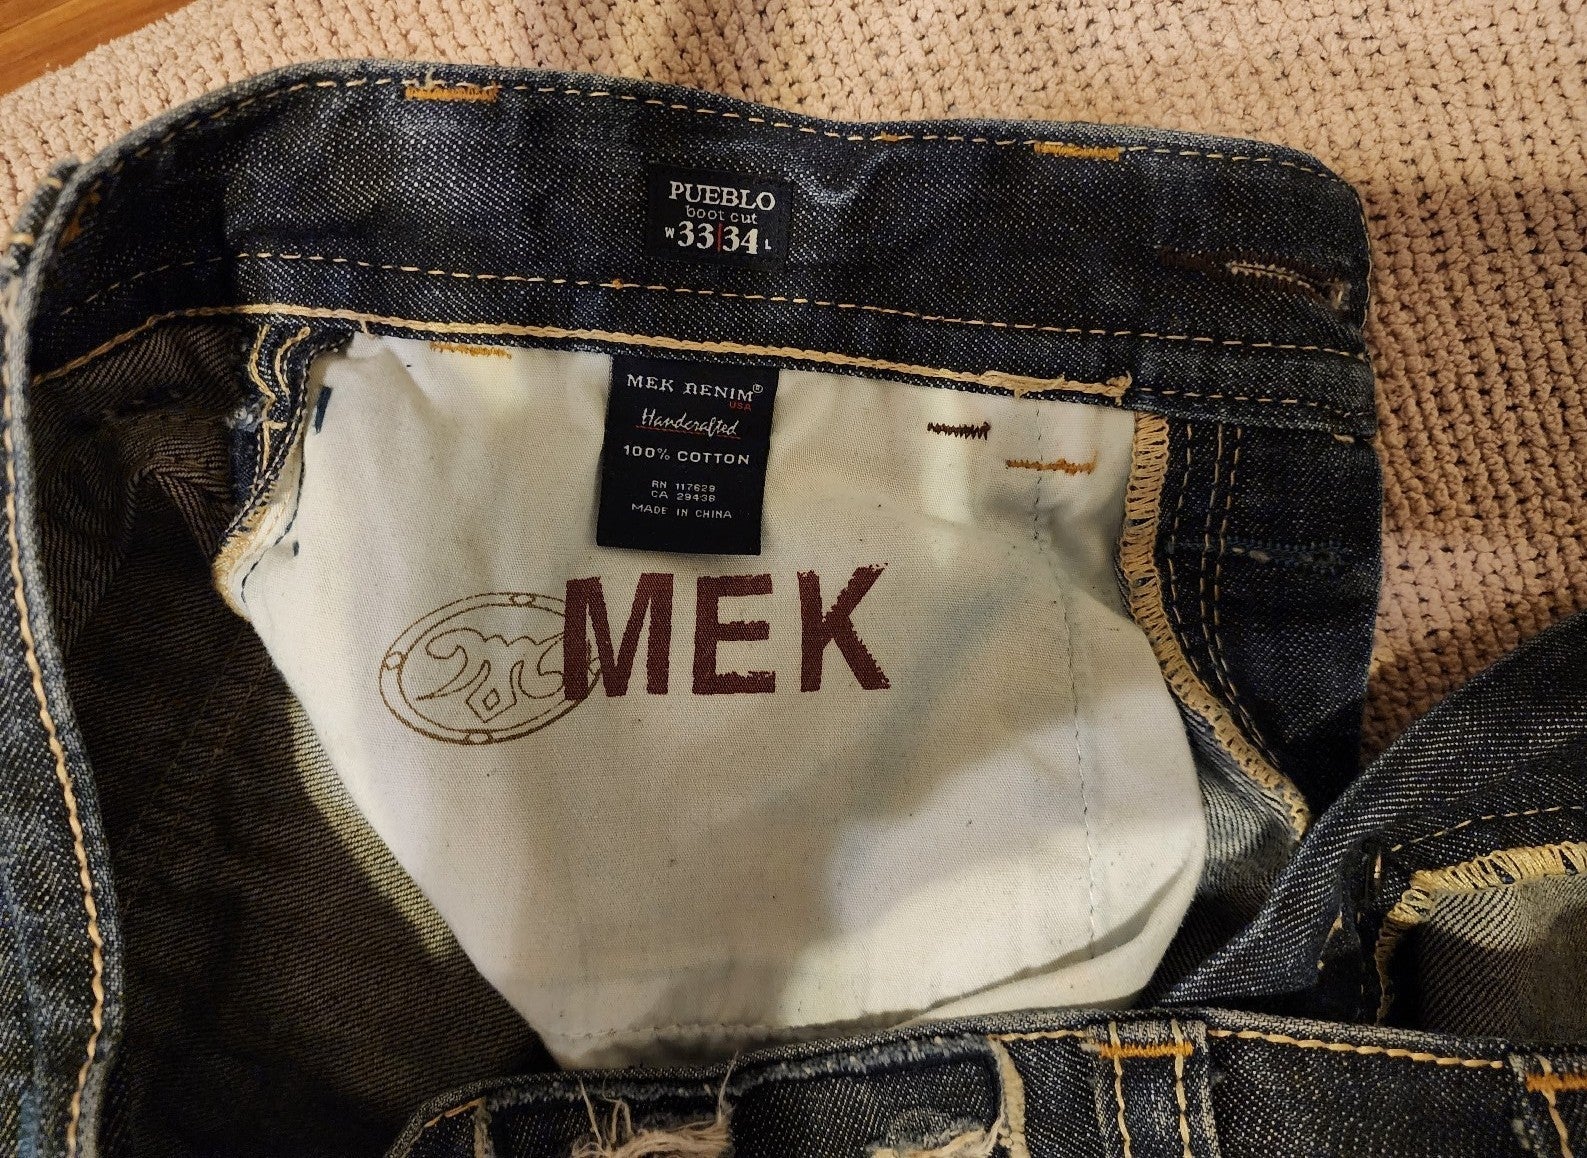 PUEBLO
boot cut
W 33|34 L
MEK DENIM®
USA
Handcrafted
100% COTTON
RN 117629
CA 29438
MADE IN CHINA
MEK